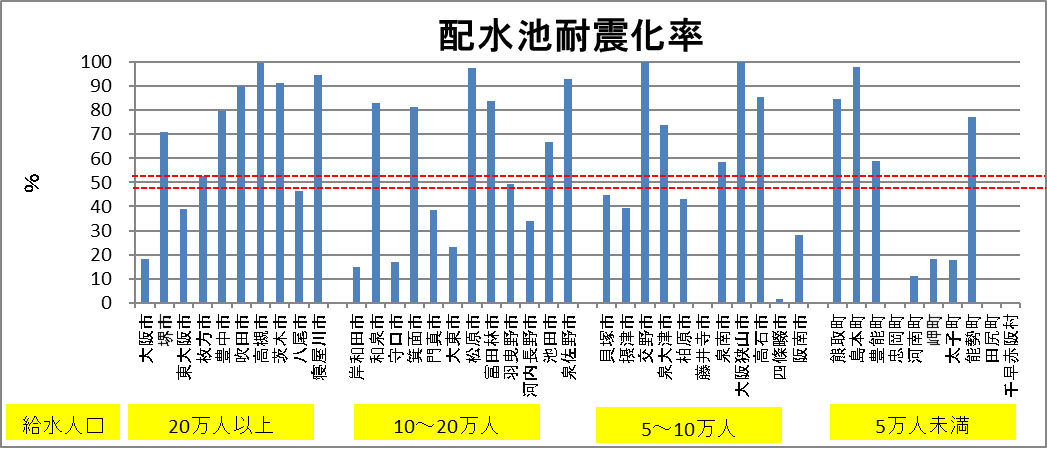 配水池耐震化率
100
90
80
70
60
50
40
30
20
10
0
%
大阪市
堺市
東大阪市
枚方市
豊中市
吹田市
高槻市
茨木市
八尾市
寝屋川市
岸和田市
和泉市
守口市
箕面市
門真市
大東市
松原市
富田林市
羽曳野市
河内長野市
池田市
泉佐野市
貝塚市
摂津市
交野市
泉大津市
柏原市
藤井寺市
泉南市
大阪狭山市
高石市
四條畷市
阪南市
熊取町
島本町
豊能町
忠岡町
河南町
岬町
太子町
能勢町
田尻町
千早赤阪村
給水人口
20万人以上
10～20万人
5～10万人
5万人未満